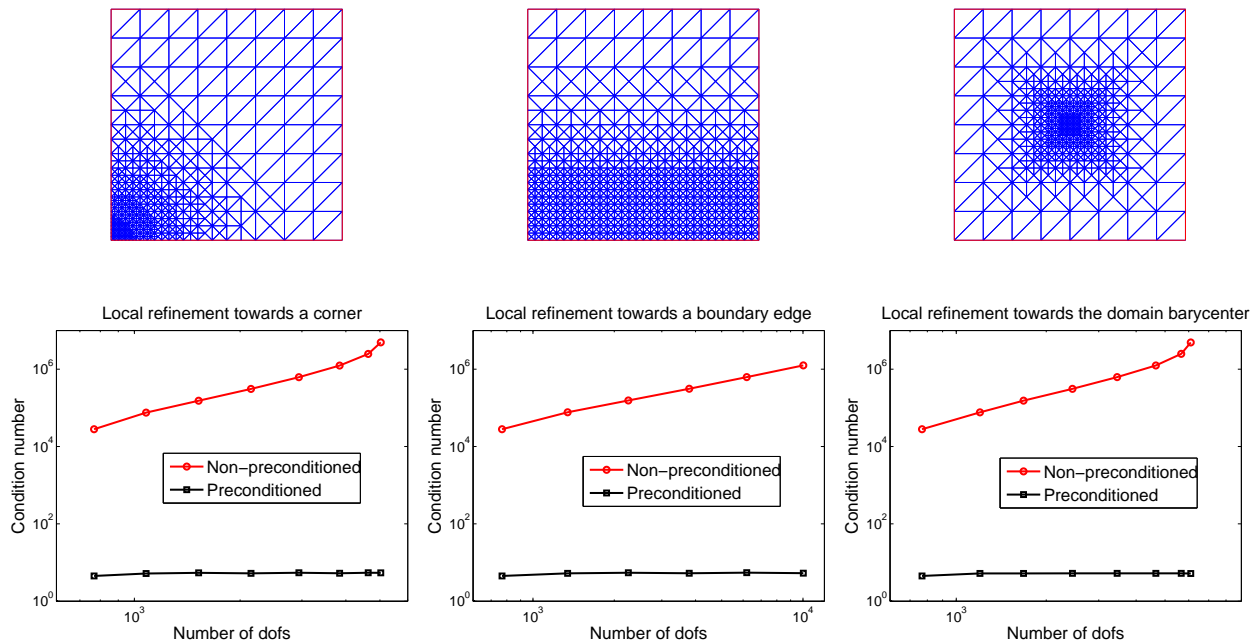 Local refinement towards a corner
10^6
10^4
10^2
10^0
Condition number
Non−preconditioned
Preconditioned
10^3
Number of dofs
Local refinement towards a boundary edge
10^6
10^4
10^2
10^0
Condition number
Non−preconditioned
Preconditioned
10^3
10^4
Number of dofs
Local refinement towards the domain barycenter
10^6
10^4
10^2
10^0
Condition number
Non−preconditioned
Preconditioned
10^3
Number of dofs